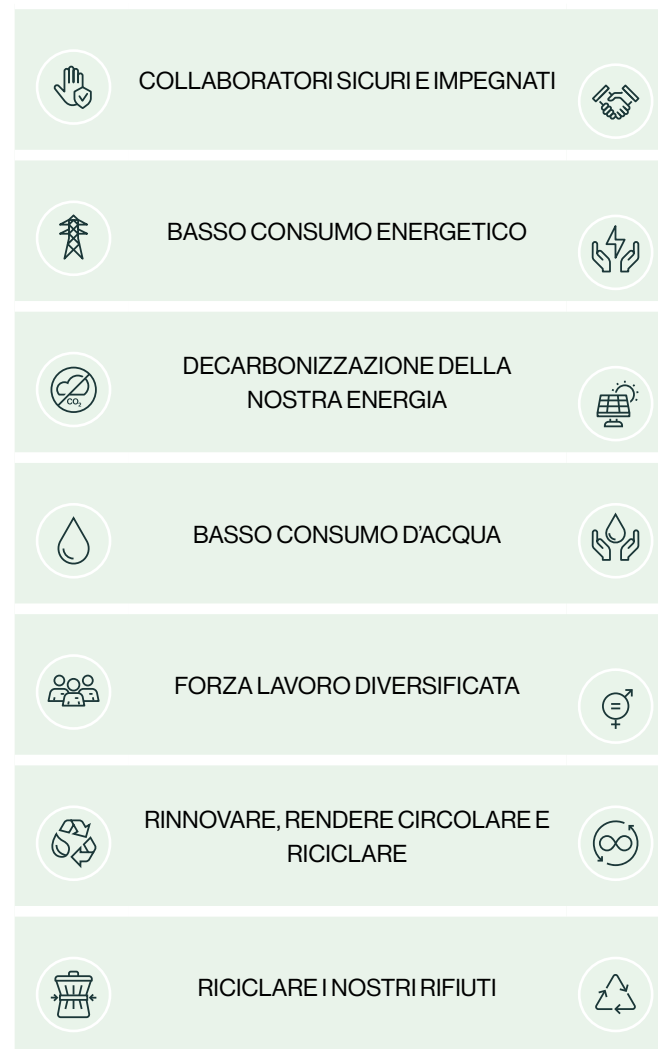 COLLABORATORI SICURI E IMPEGNATI
BASSO CONSUMO ENERGETICO
DECARBONIZZAZIONE DELLA
NOSTRA ENERGIA
CO₂
BASSO CONSUMO D'ACQUA
FORZA LAVORO DIVERSIFICATA
RINNOVARE, RENDERE CIRCOLARE E
RICICLARE
RICICLARE I NOSTRI RIFIUTI